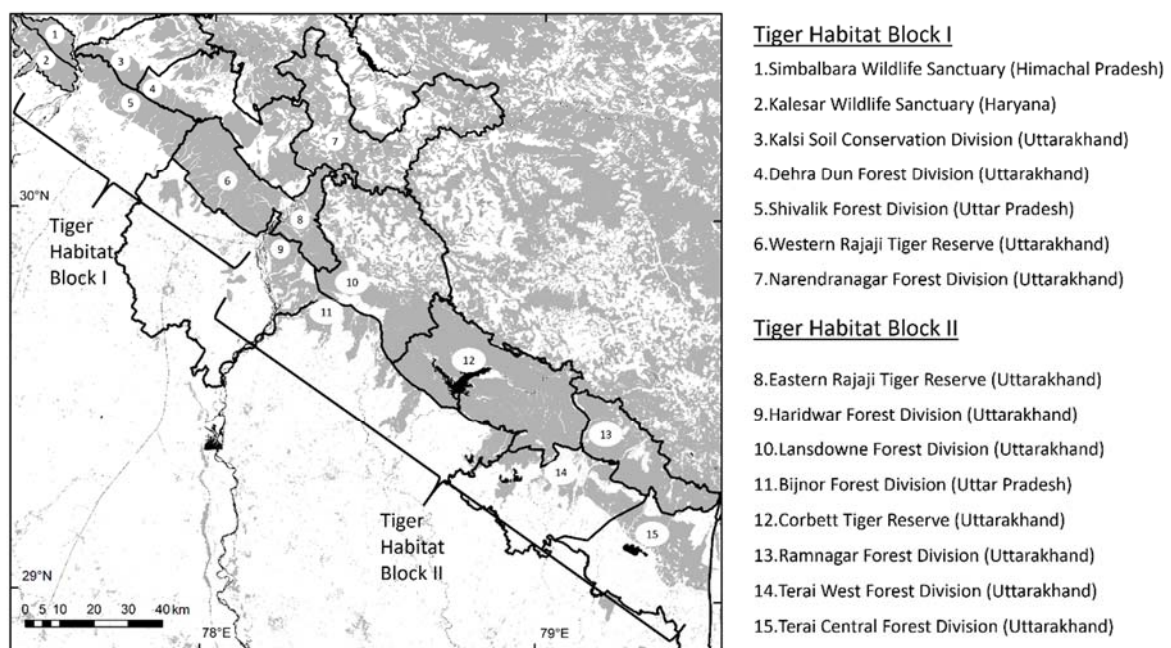 1
2
3
4
5
6
7
8
9
10
11
12
13
14
15
30°N
29°N
78°E
79°E
Tiger
Habitat
Block I
Tiger
Habitat
Block II
0 5 10 20 30 40 km
Tiger Habitat Block I
1.Simbalbara Wildlife Sanctuary (Himachal Pradesh)
2.Kalesar Wildlife Sanctuary (Haryana)
3.Kalsi Soil Conservation Division (Uttarakhand)
4.Dehra Dun Forest Division (Uttarakhand)
5.Shivalik Forest Division (Uttar Pradesh)
6.Western Rajaji Tiger Reserve (Uttarakhand)
7.Narendranagar Forest Division (Uttarakhand)
Tiger Habitat Block II
8.Eastern Rajaji Tiger Reserve (Uttarakhand)
9.Haridwar Forest Division (Uttarakhand)
10.Lansdowne Forest Division (Uttarakhand)
11.Bijnor Forest Division (Uttar Pradesh)
12.Corbett Tiger Reserve (Uttarakhand)
13.Ramnagar Forest Division (Uttarakhand)
14.Terai West Forest Division (Uttarakhand)
15.Terai Central Forest Division (Uttarakhand)